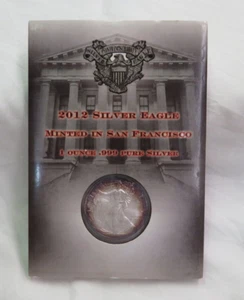 2012 Silver Eagle
Minted in San Francisco
1 ounce .999 pure silver